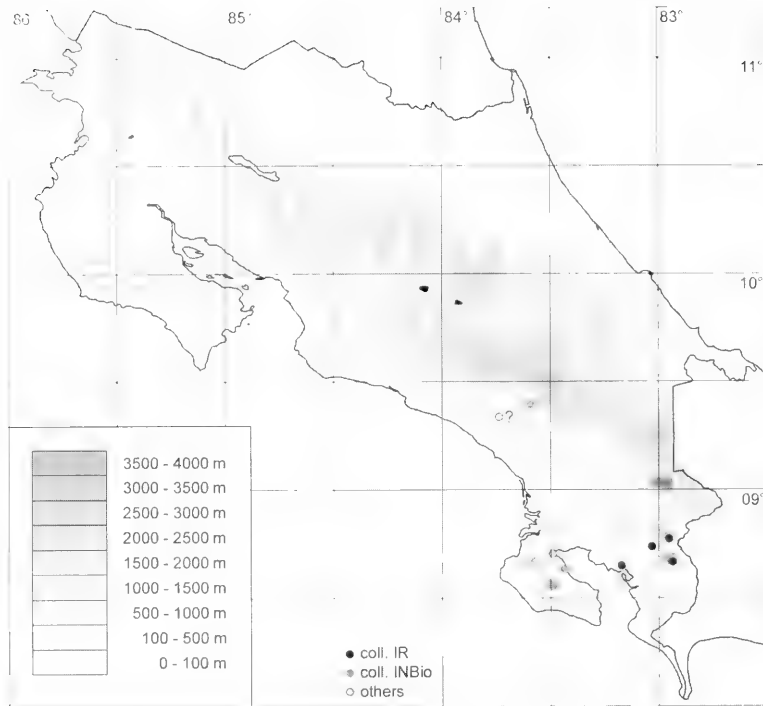 86
85°
84°
83°
11°
10°
?
09°
3500 - 4000 m
3000 - 3500 m
2500 - 3000 m
2000 - 2500 m
1500 - 2000 m
1000 - 1500 m
500 - 1000 m
100 - 500 m
0 - 100 m
coll. IR
coll. INBio
others